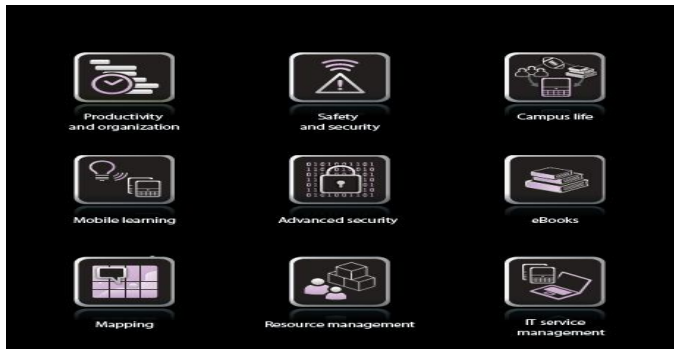 Productivity
and organization
Safety
and security
Campus life
Mobile learning
Advanced security
eBooks
Mapping
Resource management
IT service
management